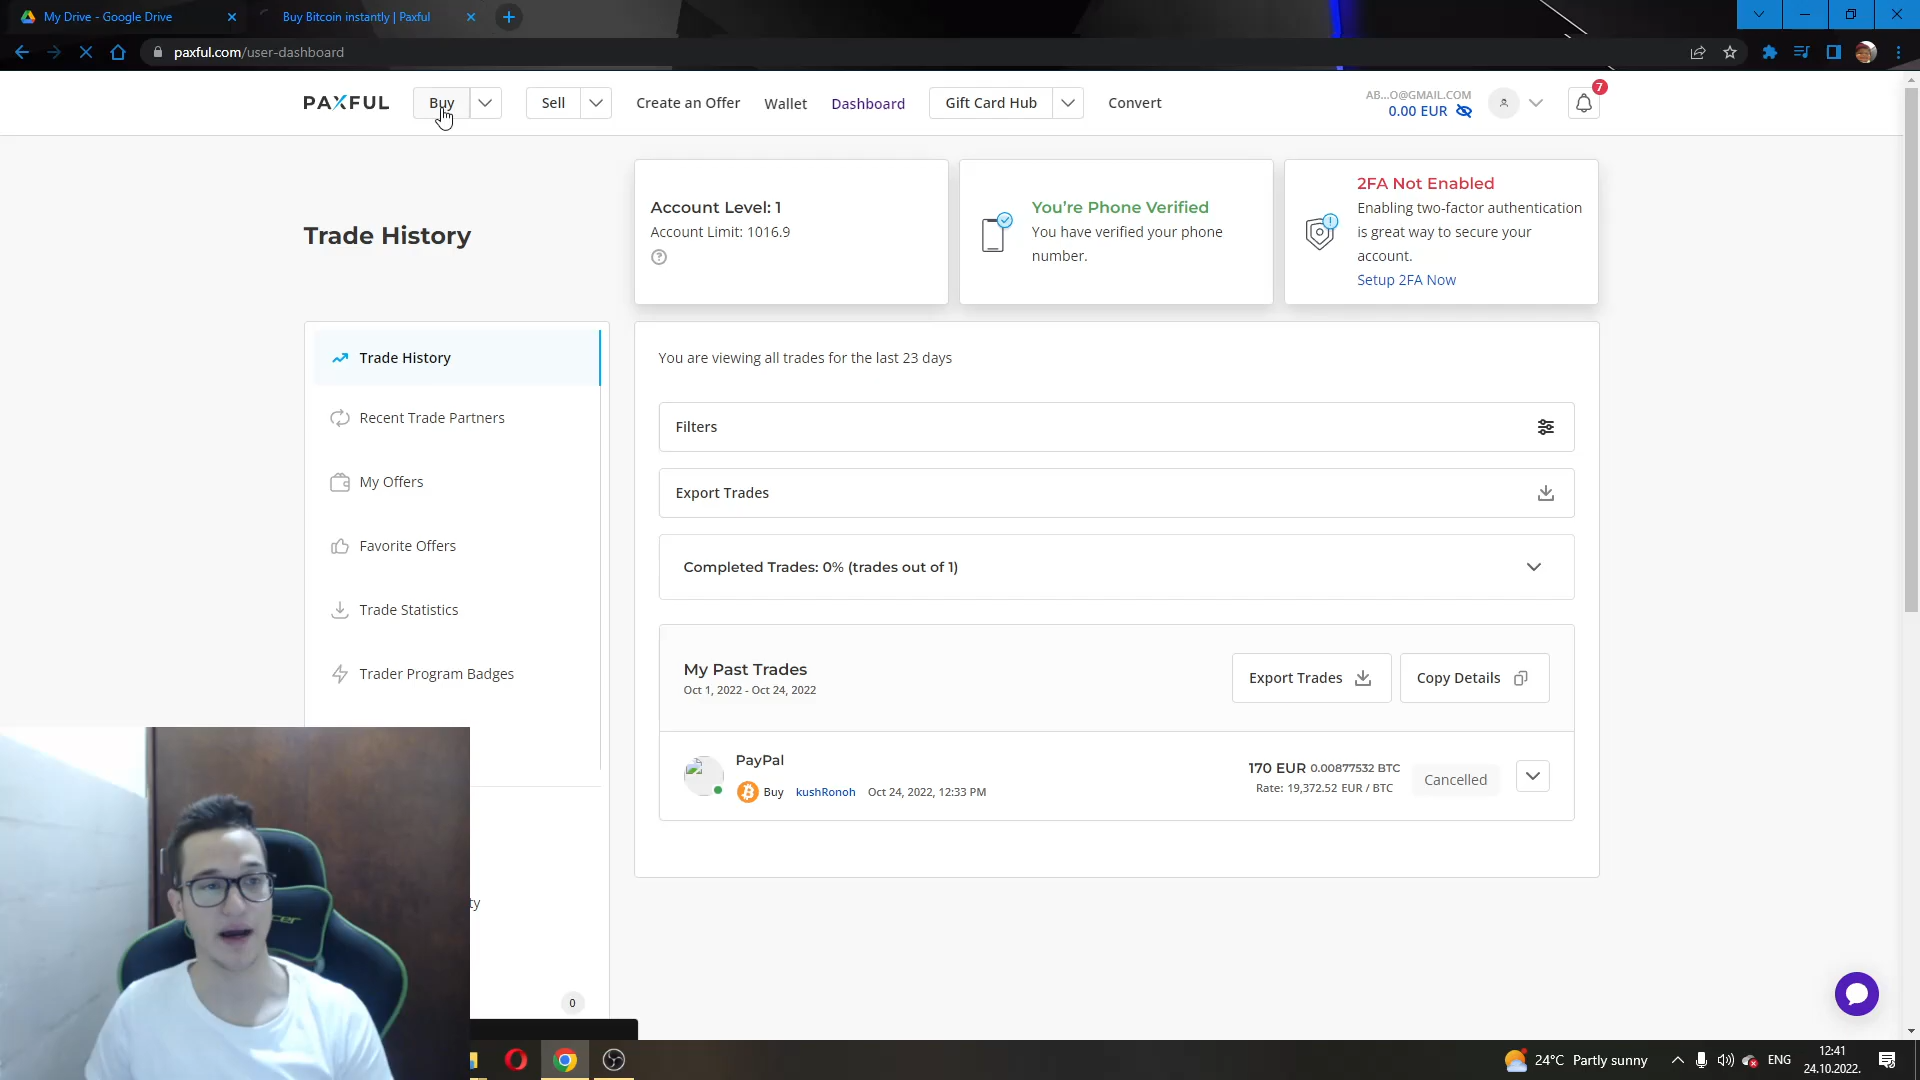 My Drive - Google Drive
Buy Bitcoin instantly | Paxful
paxful.com/user-dashboard
PAXFUL
Buy
Sell
Create an Offer
Wallet
Dashboard
Gift Card Hub
Convert
AB...O@GMAIL.COM
0.00 EUR
7
Trade History
Account Level: 1
Account Limit: 1016.9
You're Phone Verified
You have verified your phone
number.
2FA Not Enabled
Enabling two-factor authentication
is great way to secure your
account.
Setup 2FA Now
Trade History
Recent Trade Partners
My Offers
Favorite Offers
Trade Statistics
Trader Program Badges
ty
0
You are viewing all trades for the last 23 days
Filters
Export Trades
Completed Trades: 0% (trades out of 1)
My Past Trades
Oct 1, 2022 - Oct 24, 2022
Export Trades
Copy Details
PayPal
Buy kushRonoh Oct 24, 2022, 12:33 PM
170 EUR 0.00877532 BTC
Rate: 19,372.52 EUR / BTC
Cancelled
acer
24°C Partly sunny
ENG
12:41
24.10.2022.